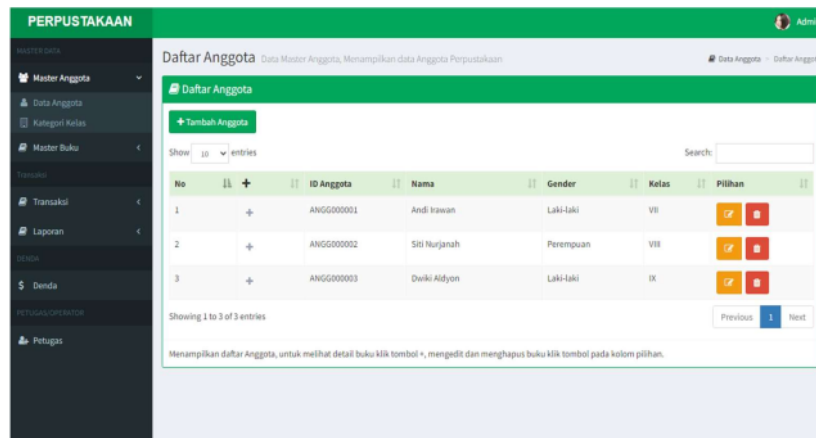 PERPUSTAKAAN
Admi
MASTER DATA
Master Anggota
Data Anggota
Kategori Kelas
Master Buku
Transaksi
Transaksi
Laporan
DENDA
$ Denda
PETUGAS/OPERATOR
Petugas
Daftar Anggota Data Master Anggota, Menampilkan data Anggota Perpustakaan
Data Anggota > Daftar Anggot
Daftar Anggota
+ Tambah Anggota
Show 10 entries
Search:
No + ID Anggota Nama Gender Kelas Pilihan
1 + ANGG000001 Andi Irawan Laki-laki VII
2 + ANGG000002 Siti Nurjanah Perempuan VIII
3 + ANGG000003 Dwiki Aldyon Laki-laki IX
Showing 1 to 3 of 3 entries
Previous 1 Next
Menampilkan daftar Anggota, untuk melihat detail buku klik tombol +, mengedit dan menghapus buku klik tombol pada kolom pilihan.